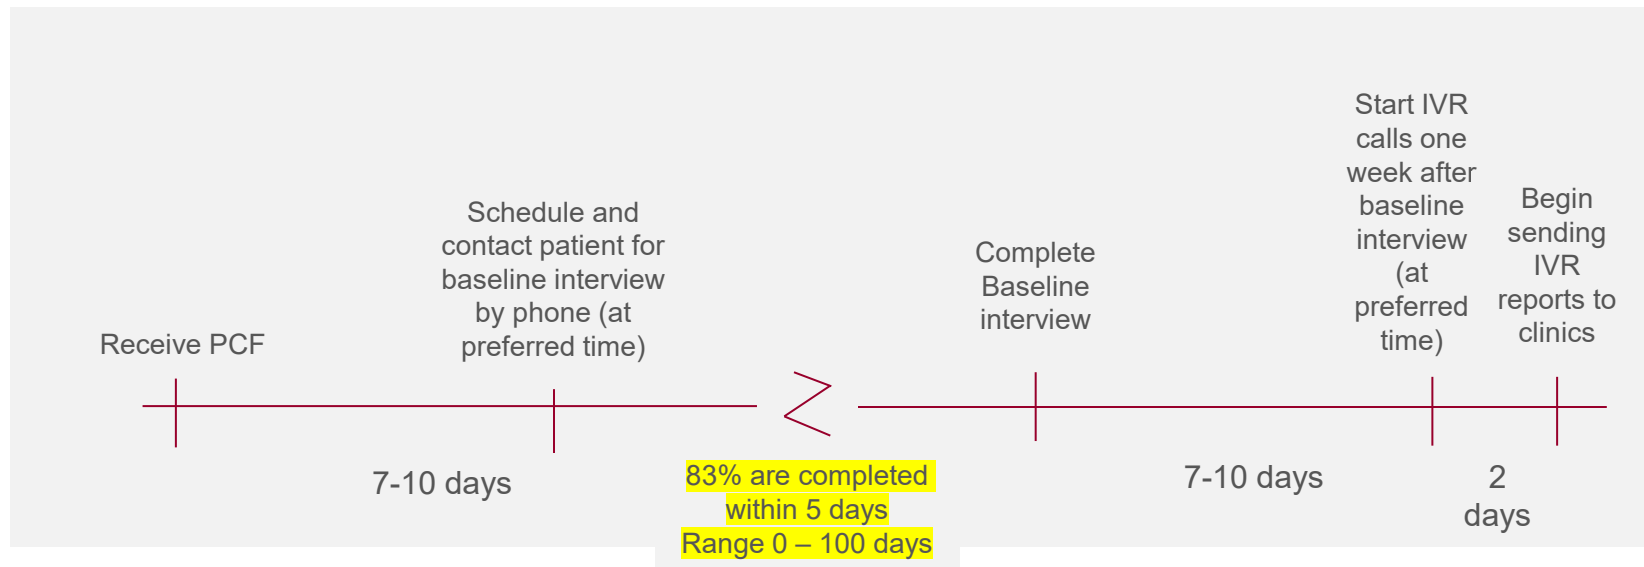 Receive PCF
Schedule and
contact patient for
baseline interview
by phone (at
preferred time)
Complete
Baseline
interview
Start IVR
calls one
week after
baseline
interview
(at
preferred
time)
Begin
sending
IVR
reports to
clinics
7-10 days
83% are completed
within 5 days
Range 0 – 100 days
7-10 days
2
days